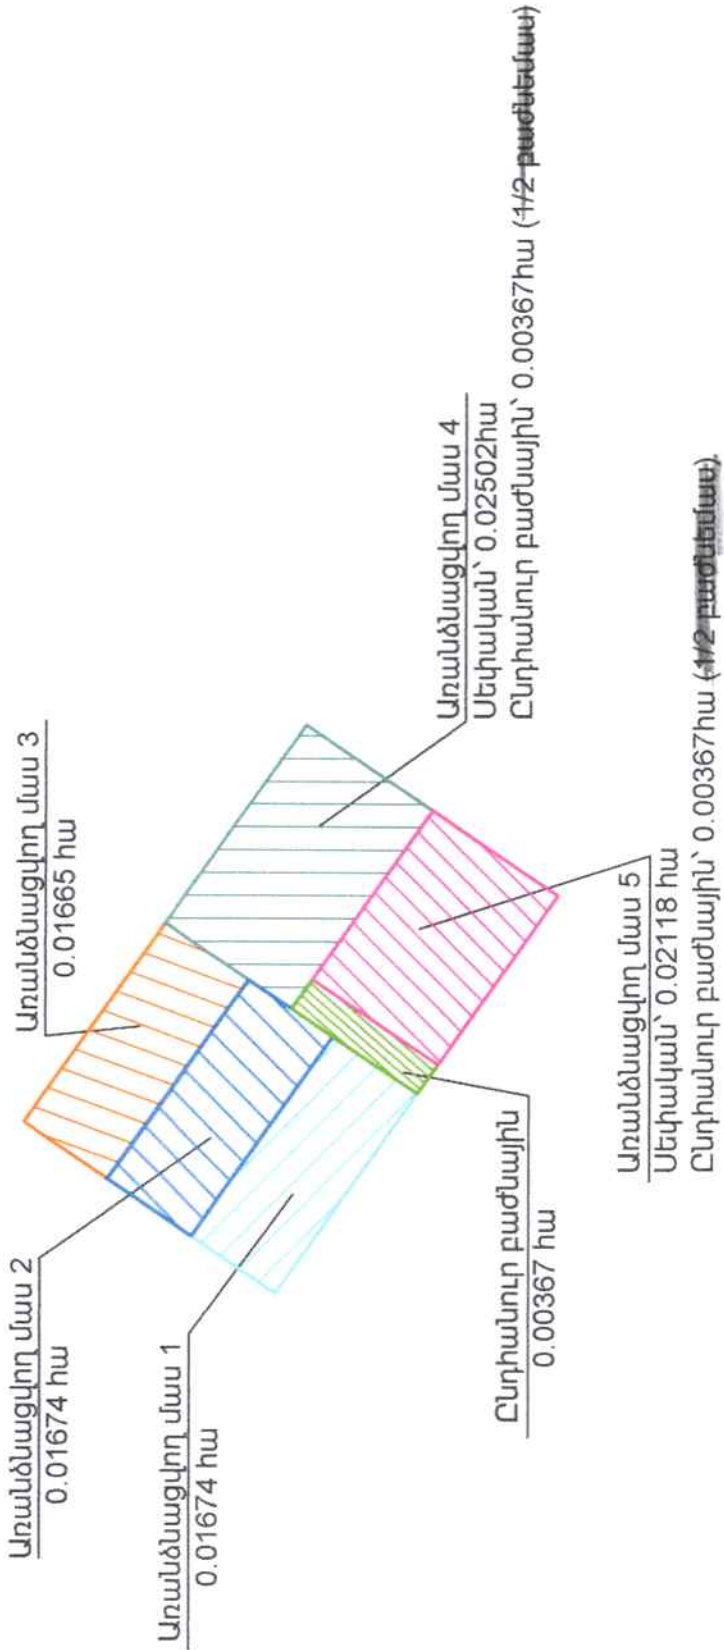 Առանձնացվող մաս 2
0.01674 հա
Առանձնացվող մաս 3
0.01665 հա
Առանձնացվող մաս 1
0.01674 հա
Առանձնացվող մաս 4
Սեփական՝ 0.02502հա
Ընդհանուր բաժնային՝ 0.00367հա (1/2 բաժնեմաս)
Ընդհանուր բաժնային
0.00367 հա
Առանձնացվող մաս 5
Սեփական՝ 0.02118 հա
Ընդհանուր բաժնային՝ 0.00367հա (1/2 բաժնեմաս)